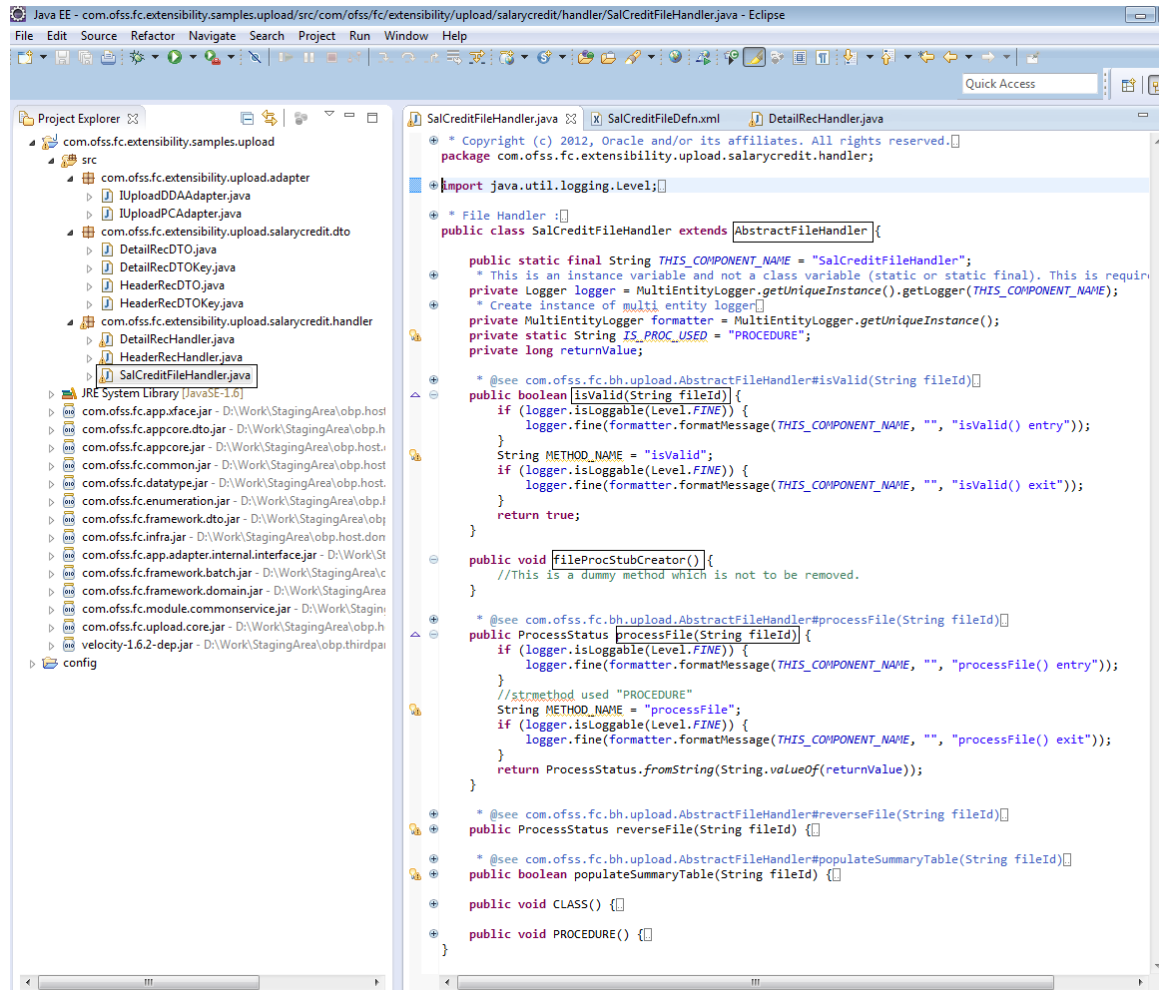 Java EE - com.ofss.fc.extensibility.samples.upload/src/com/ofss/fc/extensibility/upload/salarycredit/handler/SalCreditFileHandler.java - Eclipse
File Edit Source Refactor Navigate Search Project Run Window Help
Quick Access
Project Explorer
com.ofss.fc.extensibility.samples.upload
src
com.ofss.fc.extensibility.upload.adapter
IUploadDDAAdapter.java
IUploadPCAdapter.java
com.ofss.fc.extensibility.upload.salarycredit.dto
DetailRecDTO.java
DetailRecDTOKey.java
HeaderRecDTO.java
HeaderRecDTOKey.java
com.ofss.fc.extensibility.upload.salarycredit.handler
DetailRecHandler.java
HeaderRecHandler.java
SalCreditFileHandler.java
JRE System Library [JavaSE-1.6]
com.ofss.fc.app.xface.jar - D:\Work\StagingArea\obp.host
com.ofss.fc.appcore.dto.jar - D:\Work\StagingArea\obp.h
com.ofss.fc.appcore.jar - D:\Work\StagingArea\obp.host.
com.ofss.fc.common.jar - D:\Work\StagingArea\obp.host
com.ofss.fc.datatype.jar - D:\Work\StagingArea\obp.host.
com.ofss.fc.enumeration.jar - D:\Work\StagingArea\obp.
com.ofss.fc.framework.dto.jar - D:\Work\StagingArea\ob
com.ofss.fc.infra.jar - D:\Work\StagingArea\obp.host.don
com.ofss.fc.app.adapter.internal.interface.jar - D:\Work\St
com.ofss.fc.framework.batch.jar - D:\Work\StagingArea\
com.ofss.fc.framework.domain.jar - D:\Work\StagingArea
com.ofss.fc.module.commonservice.jar - D:\Work\Staging
com.ofss.fc.upload.core.jar - D:\Work\StagingArea\obp.h
velocity-1.6.2-dep.jar - D:\Work\StagingArea\obp.thirdpa
config
SalCreditFileHandler.java SalCreditFileDefn.xml DetailRecHandler.java
* Copyright (c) 2012, Oracle and/or its affiliates. All rights reserved.
package com.ofss.fc.extensibility.upload.salarycredit.handler;
import java.util.logging.Level;
* File Handler :
public class SalCreditFileHandler extends AbstractFileHandler {
public static final String THIS_COMPONENT_NAME = "SalCreditFileHandler";
* This is an instance variable and not a class variable (static or static final). This is requir
private Logger logger = MultiEntityLogger.getUniqueInstance().getLogger(THIS_COMPONENT_NAME);
* Create instance of multi entity logger
private MultiEntityLogger formatter = MultiEntityLogger.getUniqueInstance();
private static String IS_PROC_USED = "PROCEDURE";
private long returnValue;
* @see com.ofss.fc.bh.upload.AbstractFileHandler#isValid(String fileId)
public boolean isValid(String fileId) {
if (logger.isLoggable(Level.FINE)) {
logger.fine(formatter.formatMessage(THIS_COMPONENT_NAME, "", "isValid() entry"));
}
String METHOD_NAME = "isValid";
if (logger.isLoggable(Level.FINE)) {
logger.fine(formatter.formatMessage(THIS_COMPONENT_NAME, "", "isValid() exit"));
}
return true;
}
public void fileProcStubCreator() {
//This is a dummy method which is not to be removed.
}
* @see com.ofss.fc.bh.upload.AbstractFileHandler#processFile(String fileId)
public ProcessStatus processFile(String fileId) {
if (logger.isLoggable(Level.FINE)) {
logger.fine(formatter.formatMessage(THIS_COMPONENT_NAME, "", "processFile() entry"));
}
//strmethod used "PROCEDURE"
String METHOD_NAME = "processFile";
if (logger.isLoggable(Level.FINE)) {
logger.fine(formatter.formatMessage(THIS_COMPONENT_NAME, "", "processFile() exit"));
}
return ProcessStatus.fromString(String.valueOf(returnValue));
}
* @see com.ofss.fc.bh.upload.AbstractFileHandler#reverseFile(String fileId)
public ProcessStatus reverseFile(String fileId) {
* @see com.ofss.fc.bh.upload.AbstractFileHandler#populateSummaryTable(String fileId)
public boolean populateSummaryTable(String fileId) {
public void CLASS() {
public void PROCEDURE() {
}